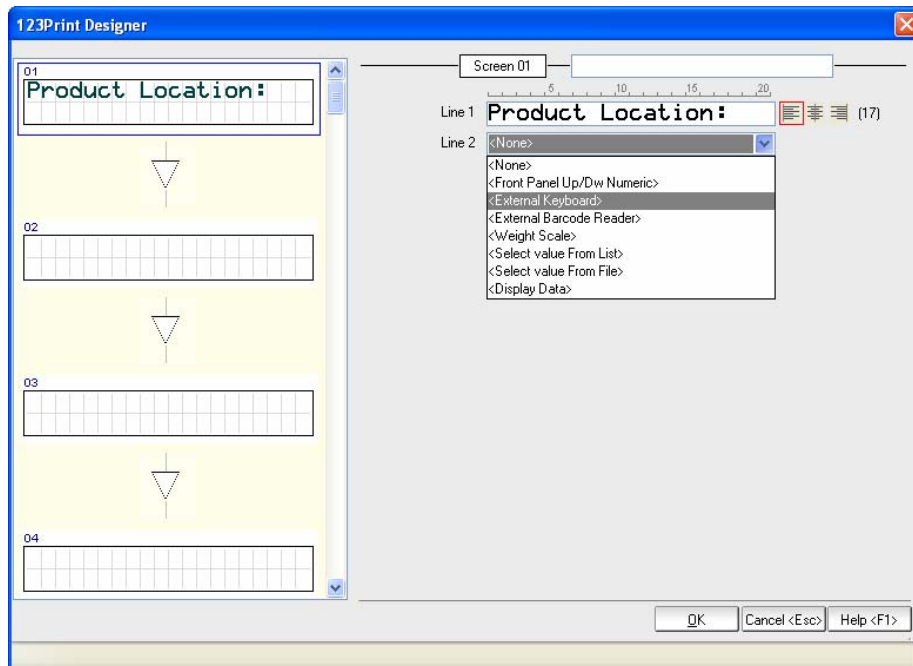 123Print Designer
01
Product Location:
02
03
04
Screen 01
5 10 15 20
Line 1 Product Location: (17)
Line 2 <None>
<None>
<Front Panel Up/Dw Numeric>
<External Keyboard>
<External Barcode Reader>
<Weight Scale>
<Select value From List>
<Select value From File>
<Display Data>
OK Cancel <Esc> Help <F1>